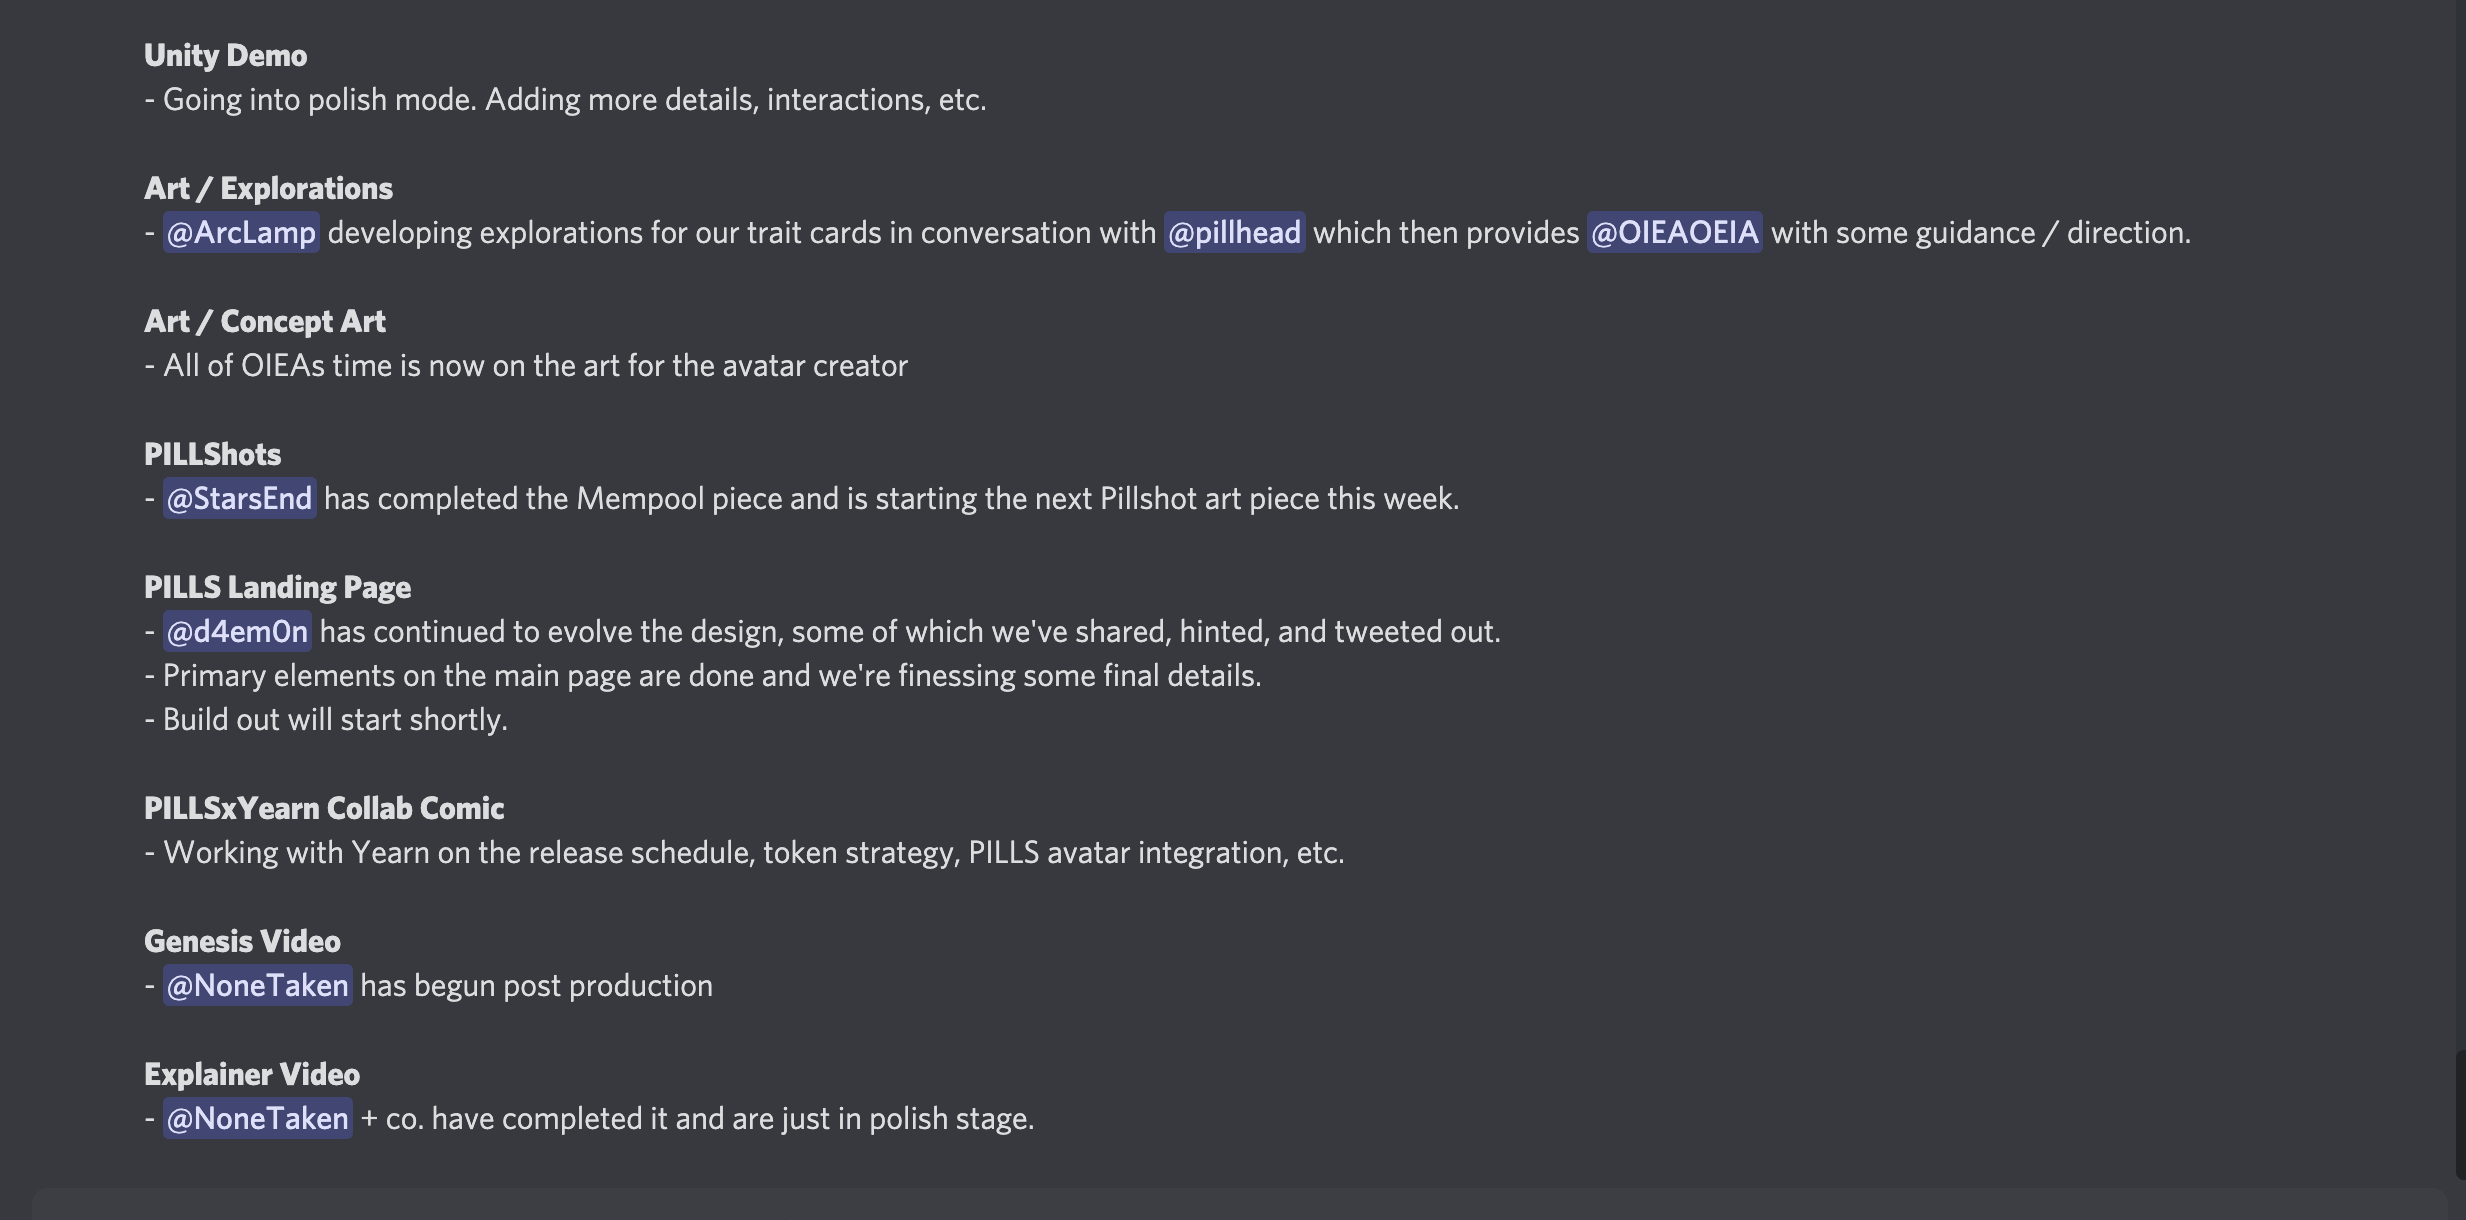 Unity Demo
- Going into polish mode. Adding more details, interactions, etc.
Art / Explorations
- @ArcLamp developing explorations for our trait cards in conversation with @pillhead which then provides @OIEAOEIA with some guidance / direction.
Art / Concept Art
- All of OIEAs time is now on the art for the avatar creator
PILLShots
- @StarsEnd has completed the Mempool piece and is starting the next Pillshot art piece this week.
PILLS Landing Page
- @d4em0n has continued to evolve the design, some of which we've shared, hinted, and tweeted out.
- Primary elements on the main page are done and we're finessing some final details.
- Build out will start shortly.
PILLSxYearn Collab Comic
- Working with Yearn on the release schedule, token strategy, PILLS avatar integration, etc.
Genesis Video
- @NoneTaken has begun post production
Explainer Video
- @NoneTaken + co. have completed it and are just in polish stage.